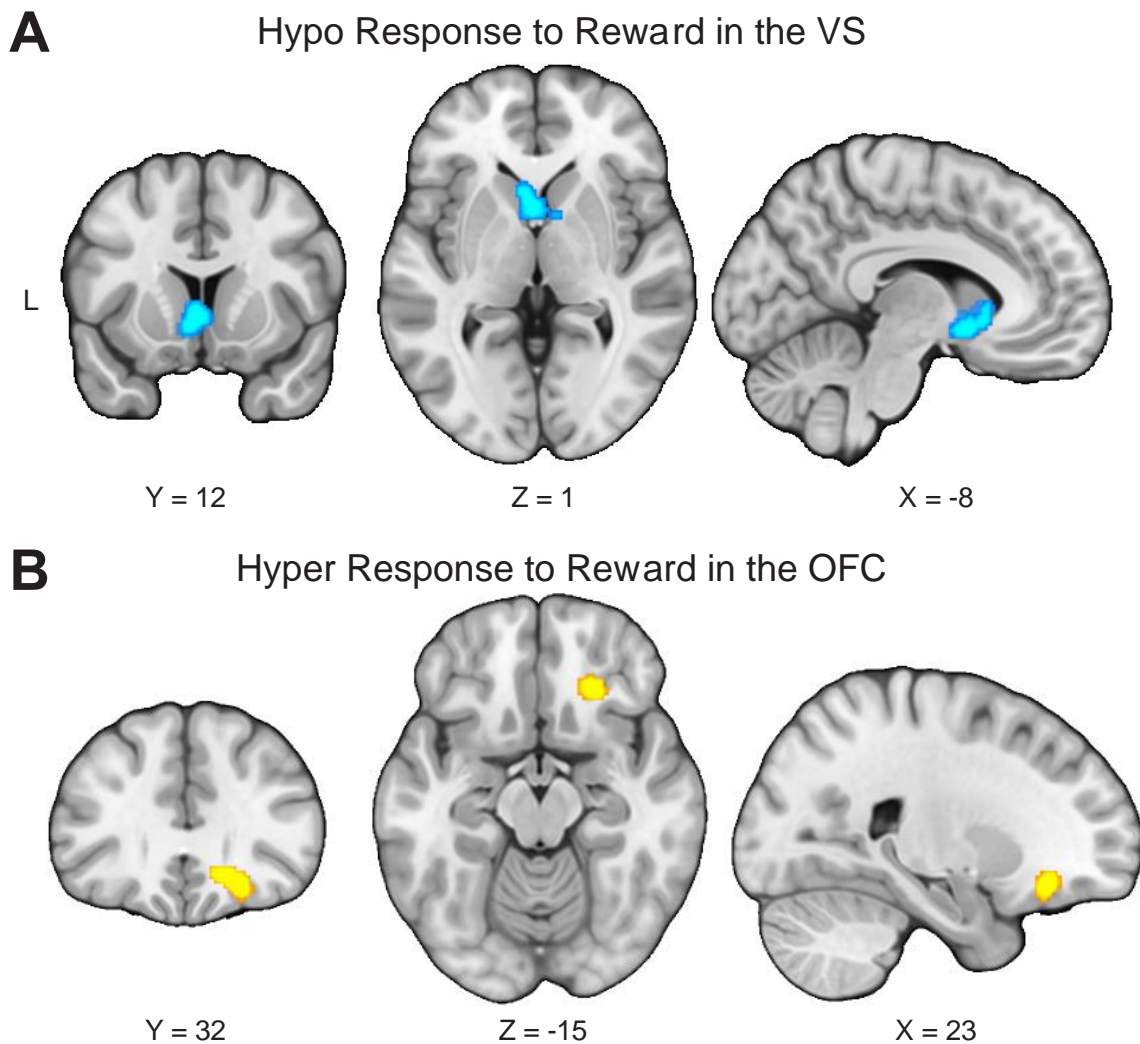 A
Hypo Response to Reward in the VS
L
Y = 12
Z = 1
X = -8
B
Hyper Response to Reward in the OFC
Y = 32
Z = -15
X = 23